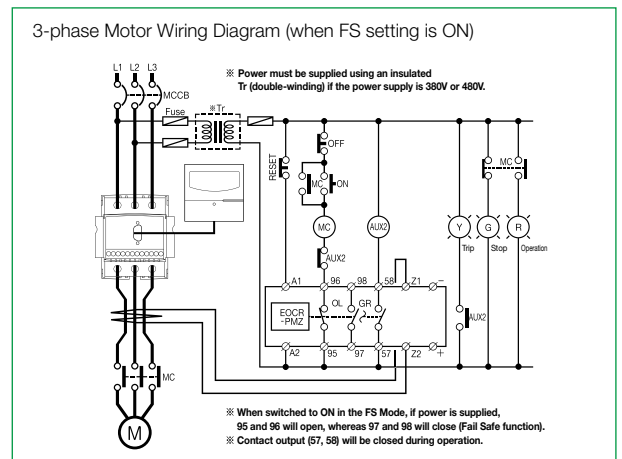 3-phase Motor Wiring Diagram (when FS setting is ON)
L1 L2 L3
※ Power must be supplied using an insulated
Tr (double-winding) if the power supply is 380V or 480V.
MCCB
Fuse
※Tr
OFF
RESET
MC
ON
MC
MC
AUX2
Y
G
R
Trip
Stop
Operation
AUX2
AUX2
A1 96 98 58 Z1 -
OL GR
EOCR
-PMZ
A2 95 97 57 Z2 +
MC
M
※ When switched to ON in the FS Mode, if power is supplied,
95 and 96 will open, whereas 97 and 98 will close (Fail Safe function).
※ Contact output (57, 58) will be closed during operation.